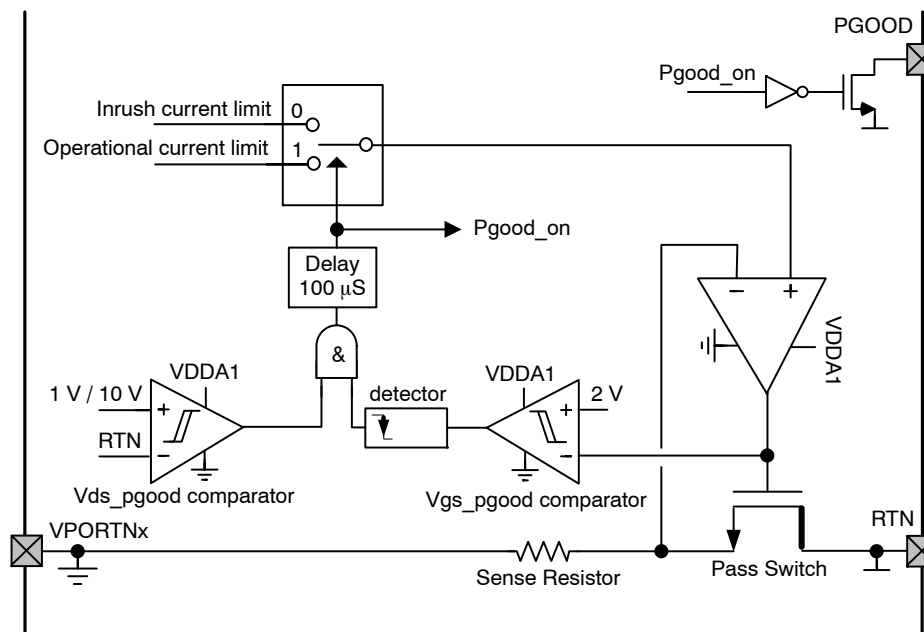 PGOOD
Pgood_on
Inrush current limit 0
Operational current limit 1
Pgood_on
Delay
100 μS
− +
VDDA1
&
VDDA1
detector
VDDA1
1 V / 10 V +
+ 2 V
RTN −
−
Vds_pgood comparator
Vgs_pgood comparator
VPORTNx
RTN
Sense Resistor
Pass Switch